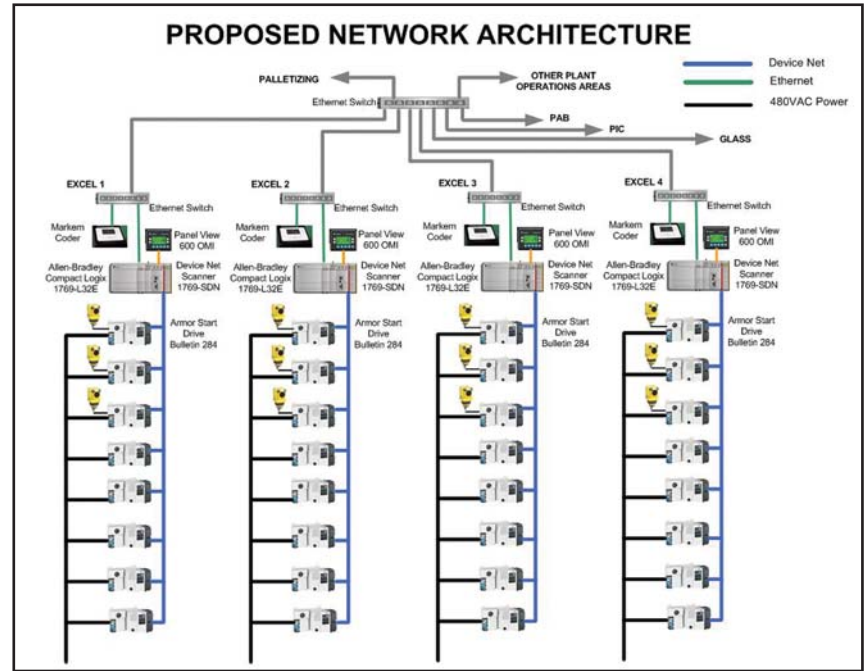 PROPOSED NETWORK ARCHITECTURE
Device Net
Ethernet
480VAC Power
PALLETIZING
OTHER PLANT
OPERATIONS AREAS
Ethernet Switch
PAB
PIC
GLASS
EXCEL 1
Ethernet Switch
Markem
Coder
Panel View
600 OMI
Allen-Bradley
Compact Logix
1769-L32E
Device Net
Scanner
1769-SDN
Armor Start
Drive
Bulletin 284
EXCEL 2
Ethernet Switch
Markem
Coder
Panel View
600 OMI
Allen-Bradley
Compact Logix
1769-L32E
Device Net
Scanner
1769-SDN
Armor Start
Drive
Bulletin 284
EXCEL 3
Ethernet Switch
Markem
Coder
Panel View
600 OMI
Allen-Bradley
Compact Logix
1769-L32E
Device Net
Scanner
1769-SDN
Armor Start
Drive
Bulletin 284
EXCEL 4
Ethernet Switch
Markem
Coder
Panel View
600 OMI
Allen-Bradley
Compact Logix
1769-L32E
Device Net
Scanner
1769-SDN
Armor Start
Drive
Bulletin 284